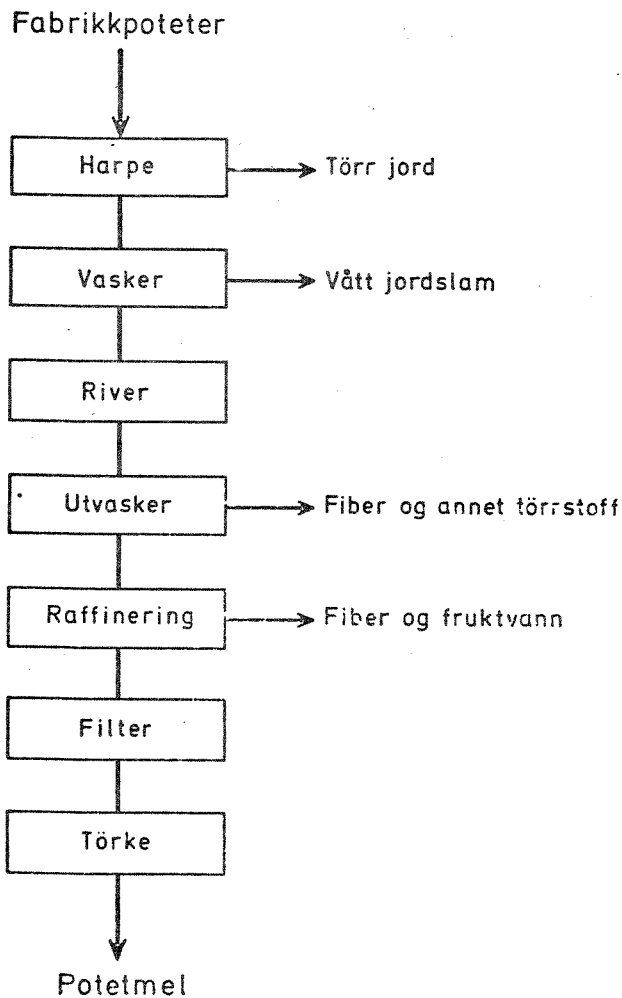 Fabrikkpoteter
Harpe
Törr jord
Vasker
Vått jordslam
River
Utvasker
Fiber og annet törrstoff
Raffinering
Fiber og fruktvann
Filter
Törke
Potetmel